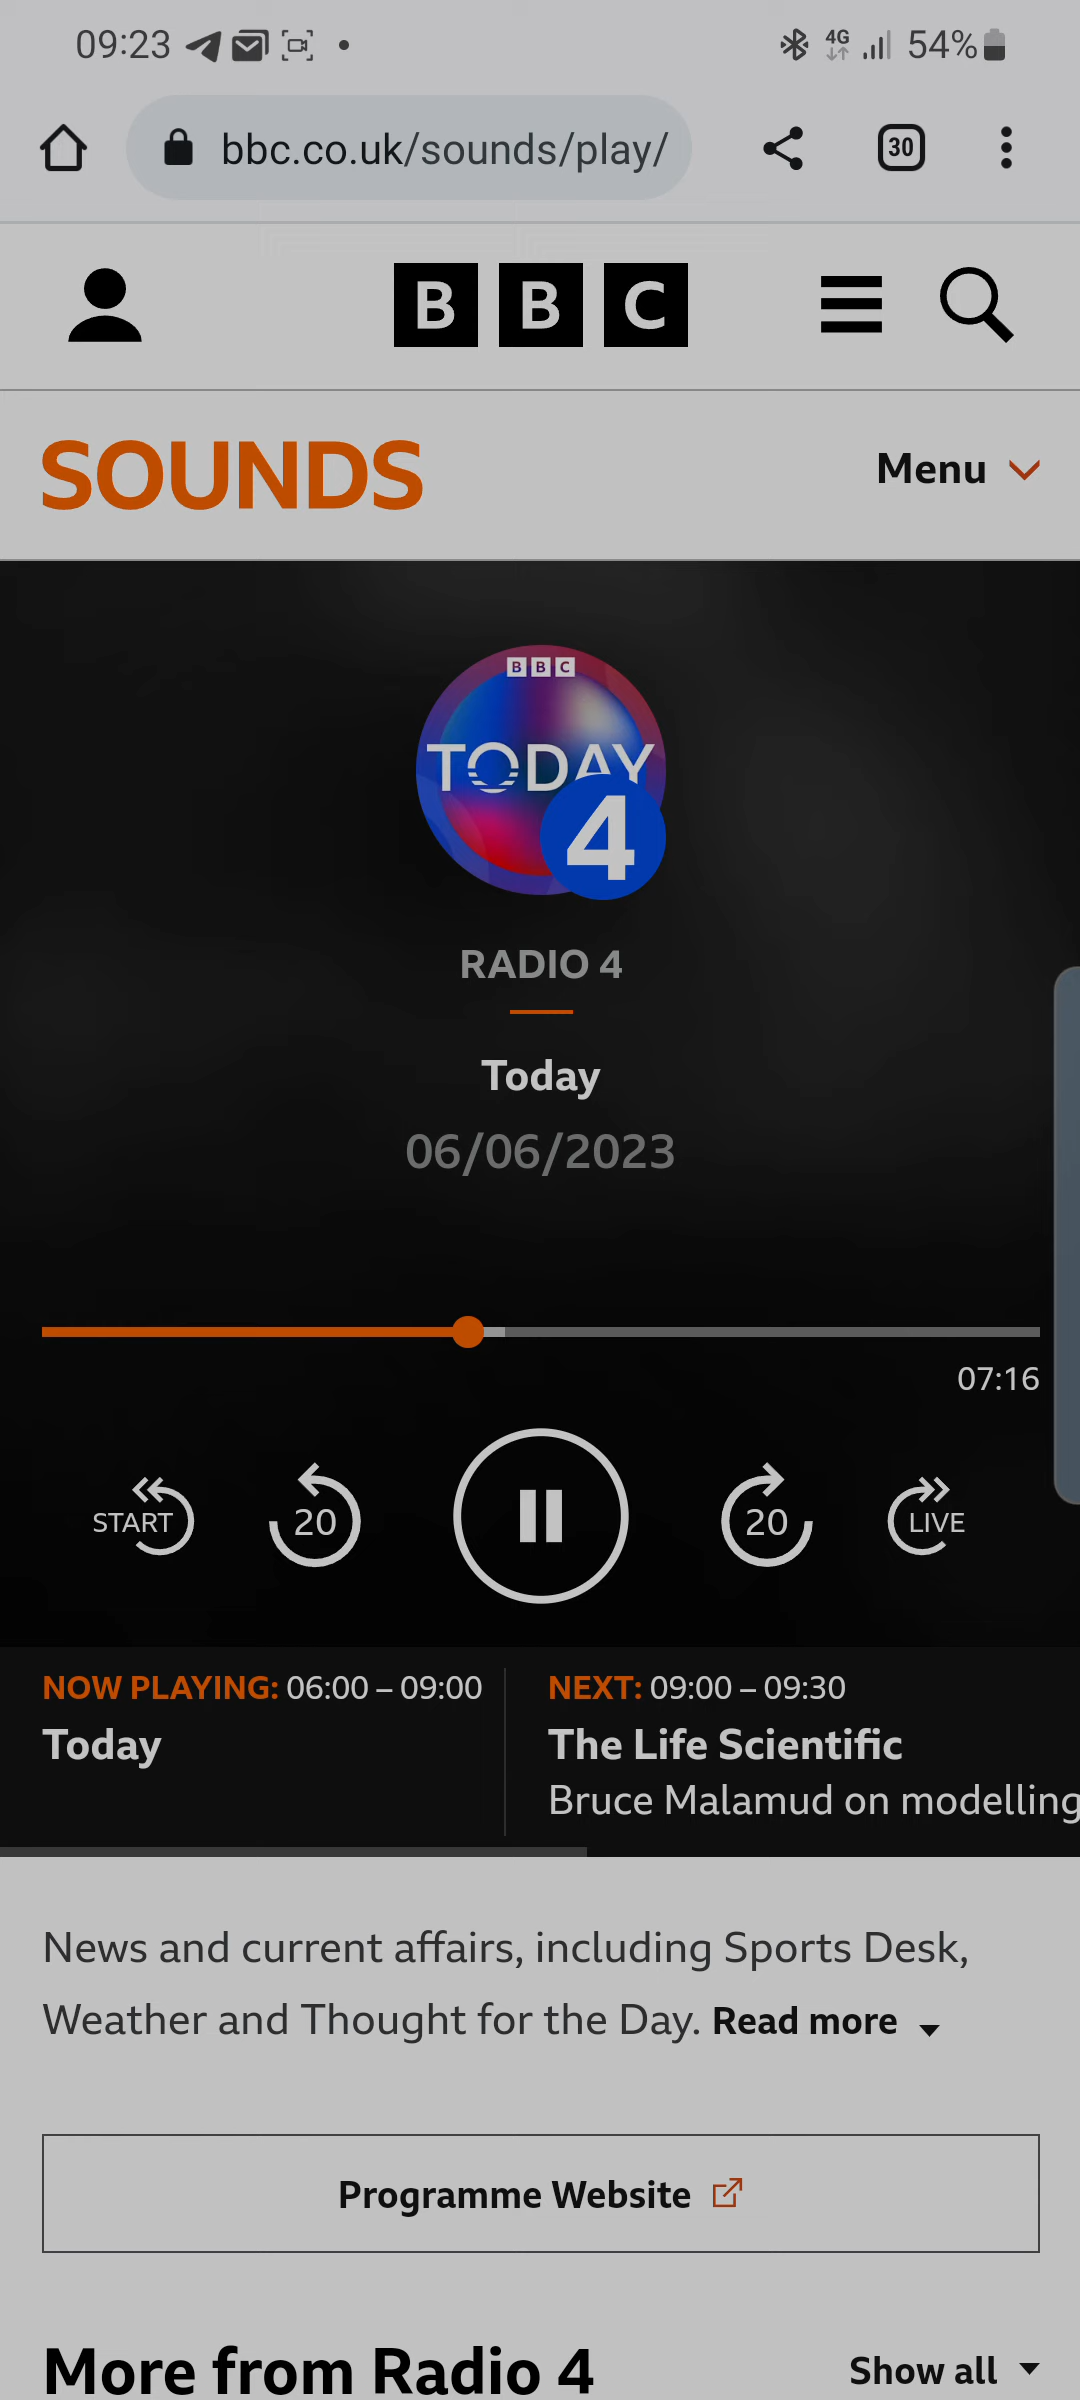 09:23
4G
54%
bbc.co.uk/sounds/play/
30
BBC
SOUNDS
Menu
BBC
TODAY
4
RADIO 4
Today
06/06/2023
07:16
START
20
20
LIVE
NOW PLAYING: 06:00 – 09:00
Today
NEXT: 09:00 – 09:30
The Life Scientific
Bruce Malamud on modelling
News and current affairs, including Sports Desk,
Weather and Thought for the Day. Read more
Programme Website
More from Radio 4
Show all